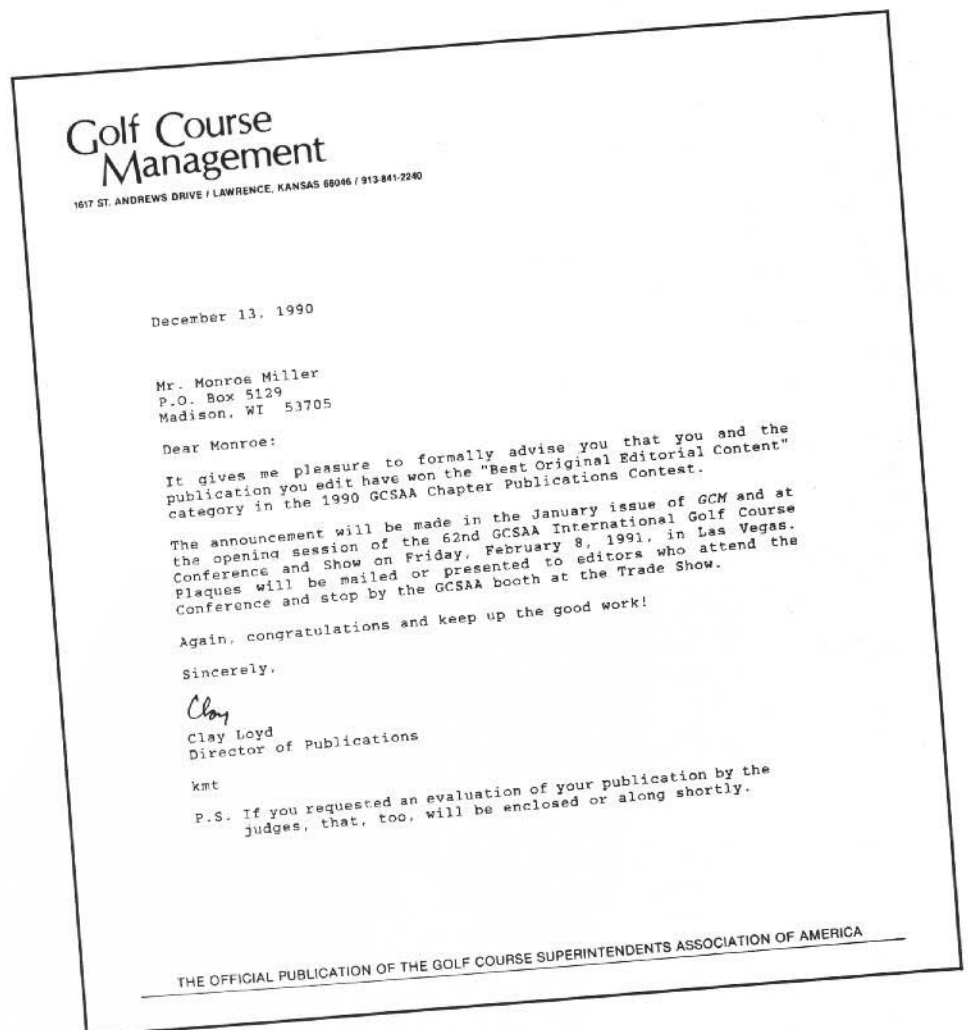 Golf Course
Management
1617 ST. ANDREWS DRIVE / LAWRENCE, KANSAS 66046 / 913-841-2240
December 13, 1990
Mr. Monroe Miller
P.O. Box 5129
Madison, WI 53705
Dear Monroe:
It gives me pleasure to formally advise you that you and the
publication you edit have won the "Best Original Editorial Content"
category in the 1990 GCSAA Chapter Publications Contest.
The announcement will be made in the January issue of GCM and at
the opening session of the 62nd GCSAA International Golf Course
Conference and Show on Friday, February 8, 1991, in Las Vegas.
Plaques will be mailed or presented to editors who attend the
Conference and stop by the GCSAA booth at the Trade Show.
Again, congratulations and keep up the good work!
Sincerely,
Clay
Clay Loyd
Director of Publications
kmt
P.S. If you requested an evaluation of your publication by the
judges, that, too, will be enclosed or along shortly.
THE OFFICIAL PUBLICATION OF THE GOLF COURSE SUPERINTENDENTS ASSOCIATION OF AMERICA